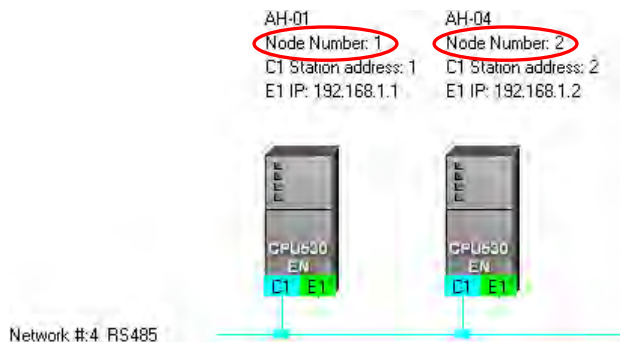 AH-01
Node Number: 1
C1 Station address: 1
E1 IP: 192.168.1.1
AH-04
Node Number: 2
C1 Station address: 2
E1 IP: 192.168.1.2
CPU530
EN
C1 E1
CPU530
EN
C1 E1
Network #:4 RS485